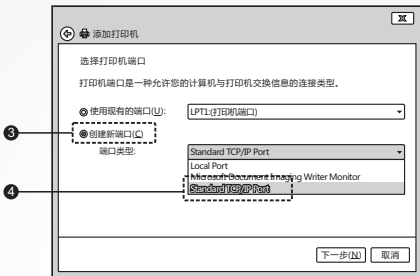 添加打印机
选择打印机端口
打印机端口是一种允许您的计算机与打印机交换信息的连接类型。
使用现有的端口(U): LPT1:(打印机端口)
3 创建新端口(C)
端口类型: Standard TCP/IP Port
Local Port
Microsoft Document Imaging Writer Monitor
4 Standard TCP/IP Port
下一步(N) 取消